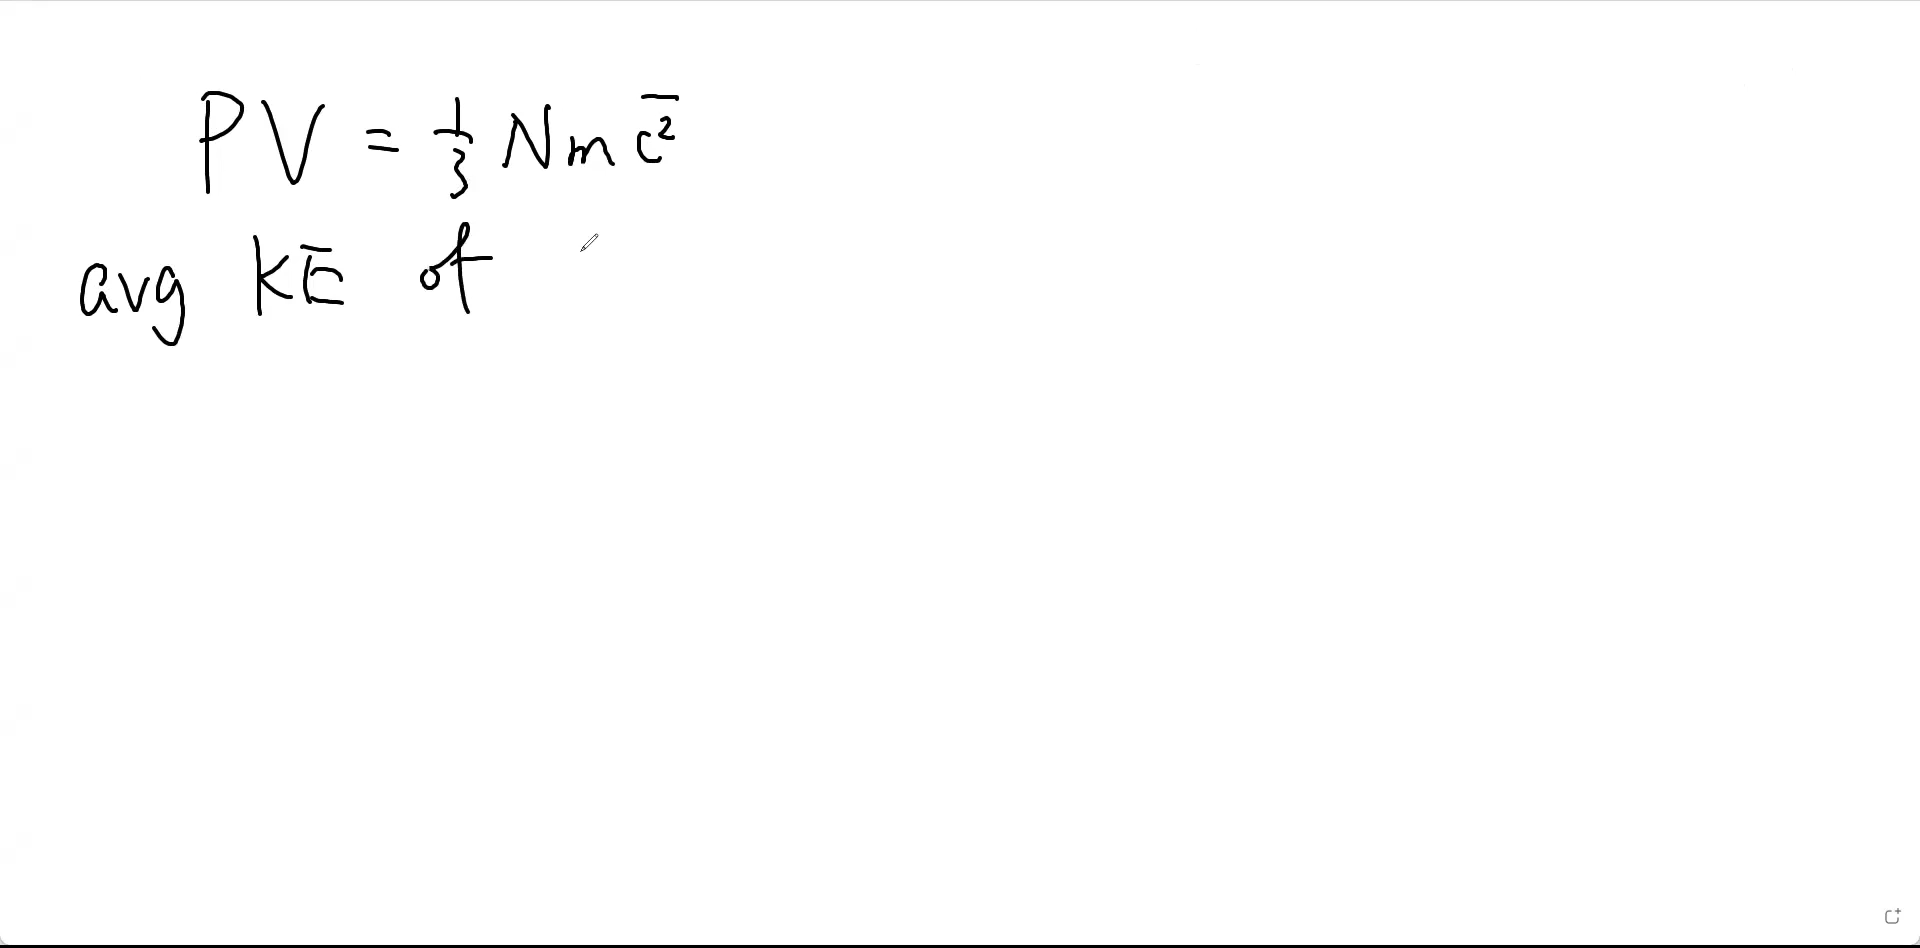 PV = 1/3 Nm c̅²
avg KE of